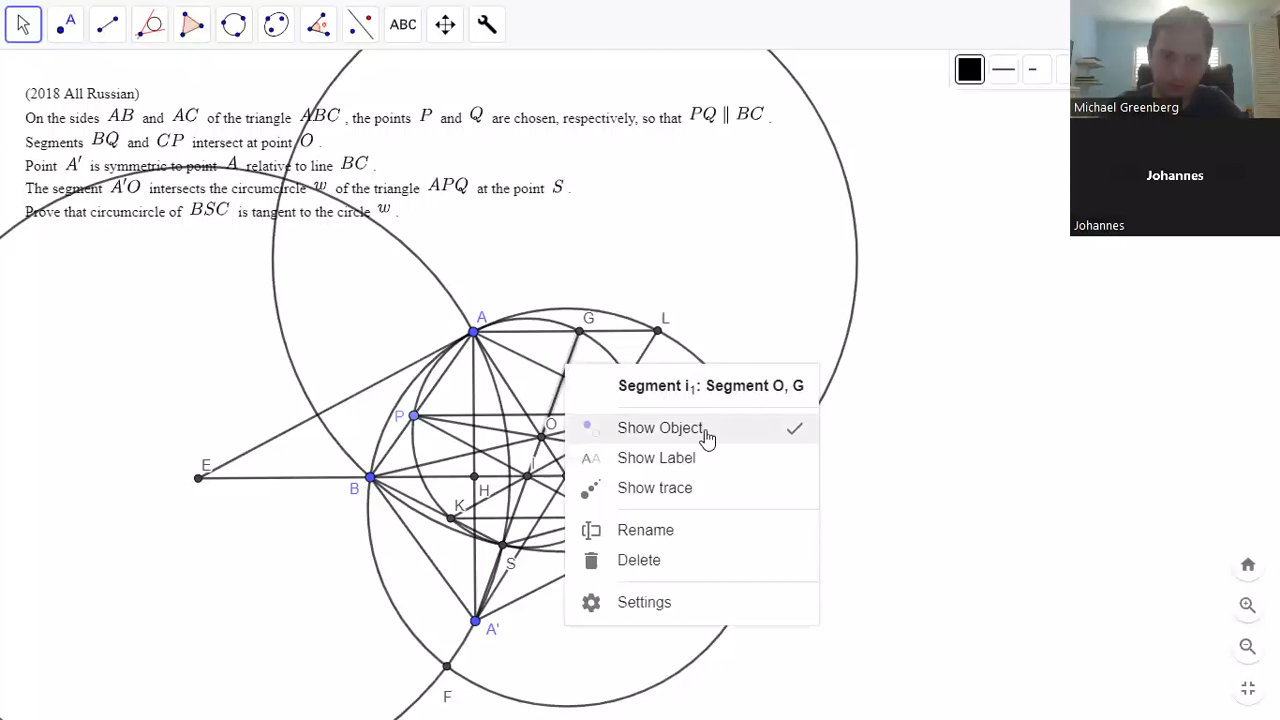 ABC
(2018 All Russian)
On the sides AB and AC of the triangle ABC , the points P and Q are chosen, respectively, so that PQ ∥ BC .
Segments BQ and CP intersect at point O .
Point A′ is symmetric to point A relative to line BC .
The segment A′O intersects the circumcircle w of the triangle APQ at the point S .
Prove that circumcircle of BSC is tangent to the circle w .
Michael Greenberg
Johannes
Johannes
A
G
L
P
O
E
I
B
H
K
S
A'
F
Segment i₁: Segment O, G
Show Object
AA Show Label
Show trace
Rename
Delete
Settings